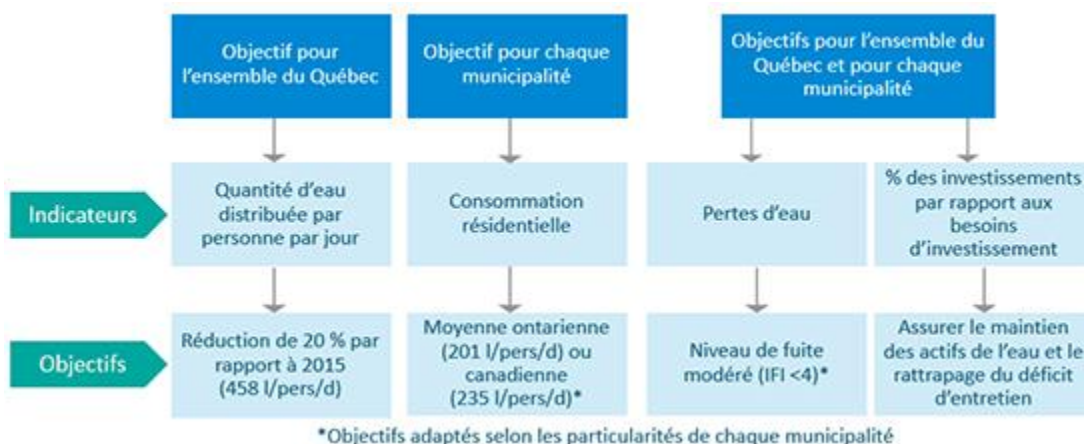 Objectif pour
l'ensemble du Québec
Objectif pour chaque
municipalité
Objectifs pour l'ensemble du
Québec et pour chaque
municipalité
Indicateurs
Quantité d'eau
distribuée par
personne par jour
Consommation
résidentielle
Pertes d'eau
% des investissements
par rapport aux
besoins
d'investissement
Objectifs
Réduction de 20 % par
rapport à 2015
(458 l/pers/d)
Moyenne ontarienne
(201 l/pers/d) ou
canadienne
(235 l/pers/d)*
Niveau de fuite
modéré (IFI <4)*
Assurer le maintien
des actifs de l'eau et le
rattrapage du déficit
d'entretien
*Objectifs adaptés selon les particularités de chaque municipalité